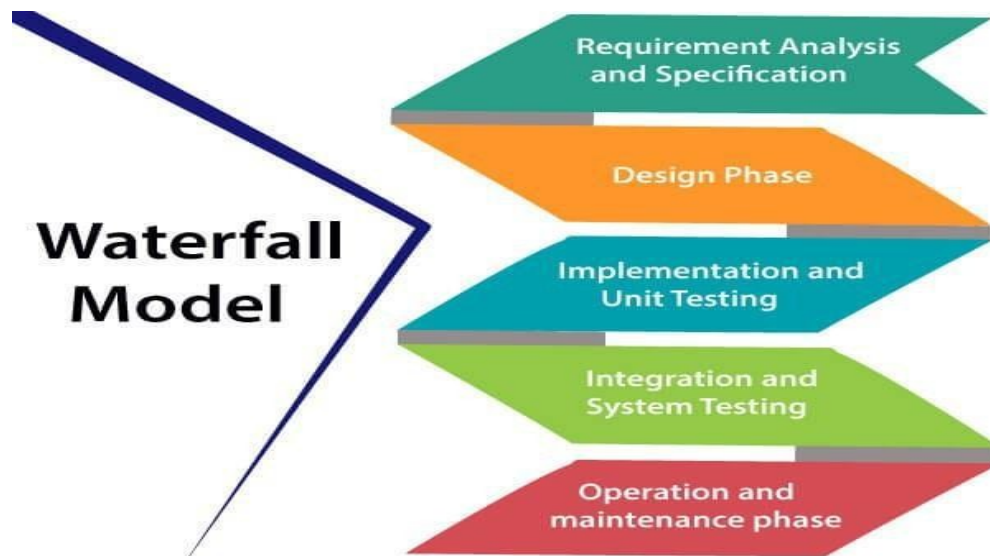 Waterfall
Model
Requirement Analysis
and Specification
Design Phase
Implementation and
Unit Testing
Integration and
System Testing
Operation and
maintenance phase